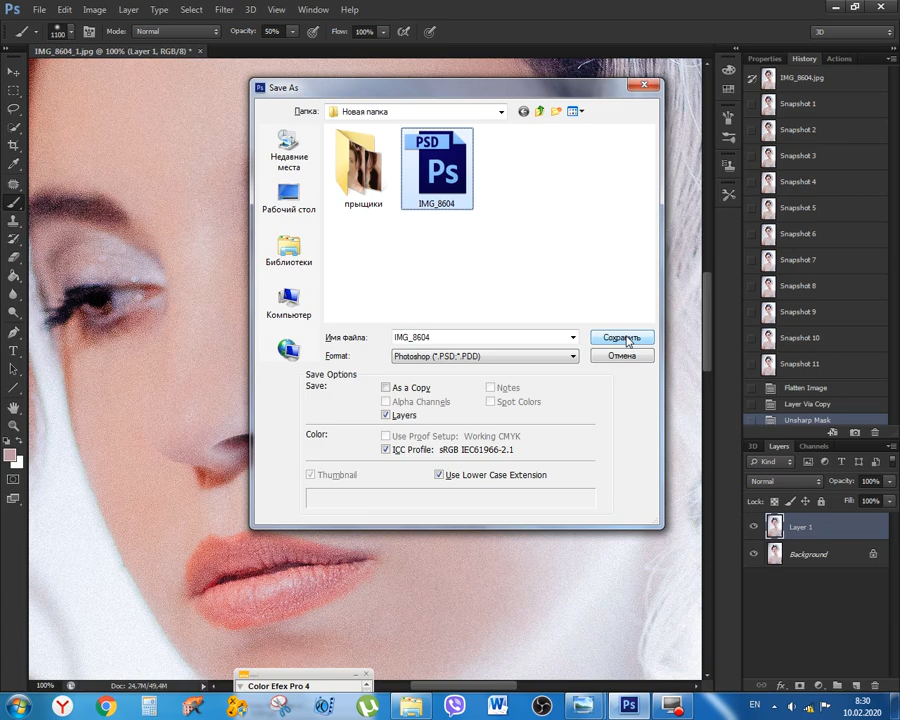 Ps File Edit Image Layer Type Select Filter 3D View Window Help
1100 Mode: Normal Opacity: 50% Flow: 100% 3D
IMG_8604_1.jpg @ 100% (Layer 1, RGB/8) * ×
Ps Save As
Папка: Новая папка
Недавние места
Рабочий стол
Библиотеки
Компьютер
прыщики
PSD
Ps
IMG_8604
Имя файла: IMG_8604 Сохранить
Format: Photoshop (*.PSD;*.PDD) Отмена
Save Options
Save: As a Copy Notes
Alpha Channels Spot Colors
Layers
Color: Use Proof Setup: Working CMYK
ICC Profile: sRGB IEC61966-2.1
Thumbnail Use Lower Case Extension
Properties History Actions
IMG_8604.jpg
Snapshot 1
Snapshot 2
Snapshot 3
Snapshot 4
Snapshot 5
Snapshot 6
Snapshot 7
Snapshot 8
Snapshot 9
Snapshot 10
Snapshot 11
Flatten Image
Layer Via Copy
Unsharp Mask
3D Layers Channels
Kind
Normal Opacity: 100%
Lock: Fill: 100%
Layer 1
Background
100% Doc: 24,7M/49,4M
Color Efex Pro 4
EN 8:30
10.02.2020